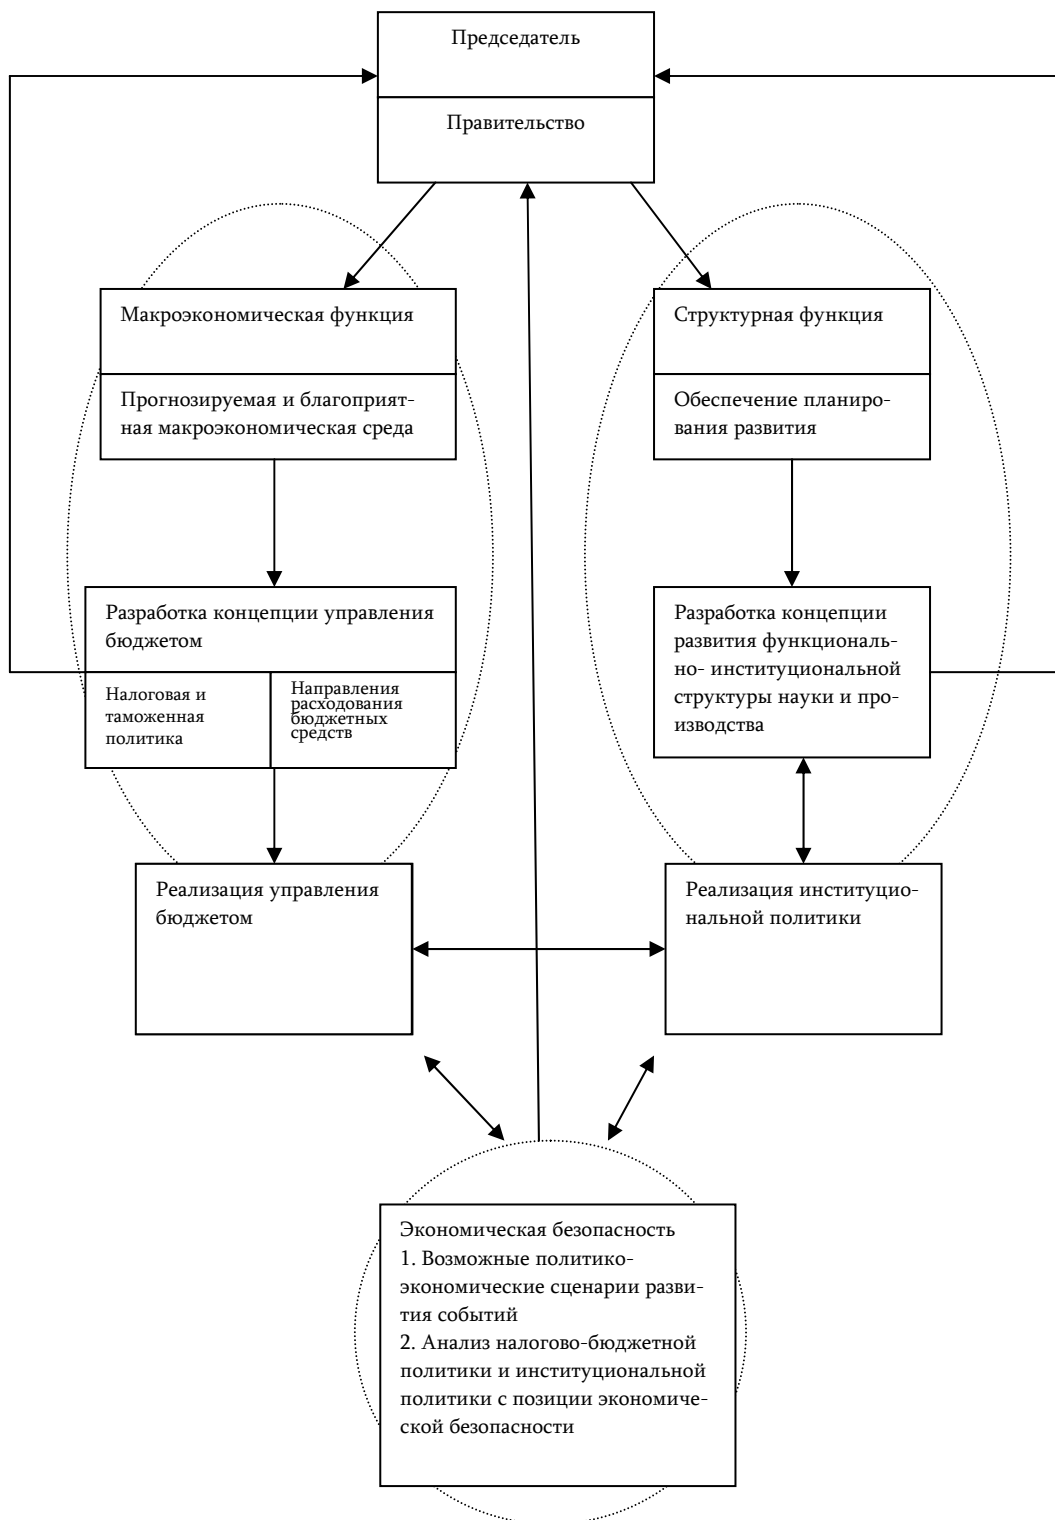 Председатель
Правительство
Макроэкономическая функция
Прогнозируемая и благоприят-
ная макроэкономическая среда
Структурная функция
Обеспечение планиро-
вания развития
Разработка концепции управления
бюджетом
Налоговая и
таможенная
политика
Направления
расходования
бюджетных
средств
Разработка концепции
развития функциональ-
но- институциональной
структуры науки и про-
изводства
Реализация управления
бюджетом
Реализация институцио-
нальной политики
Экономическая безопасность
1. Возможные политико-
экономические сценарии разви-
тия событий
2. Анализ налогово-бюджетной
политики и институциональной
политики с позиции экономиче-
ской безопасности